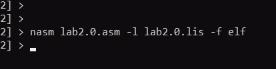 2] >
2] >
2] > nasm lab2.0.asm -l lab2.0.lis -f elf
2] >